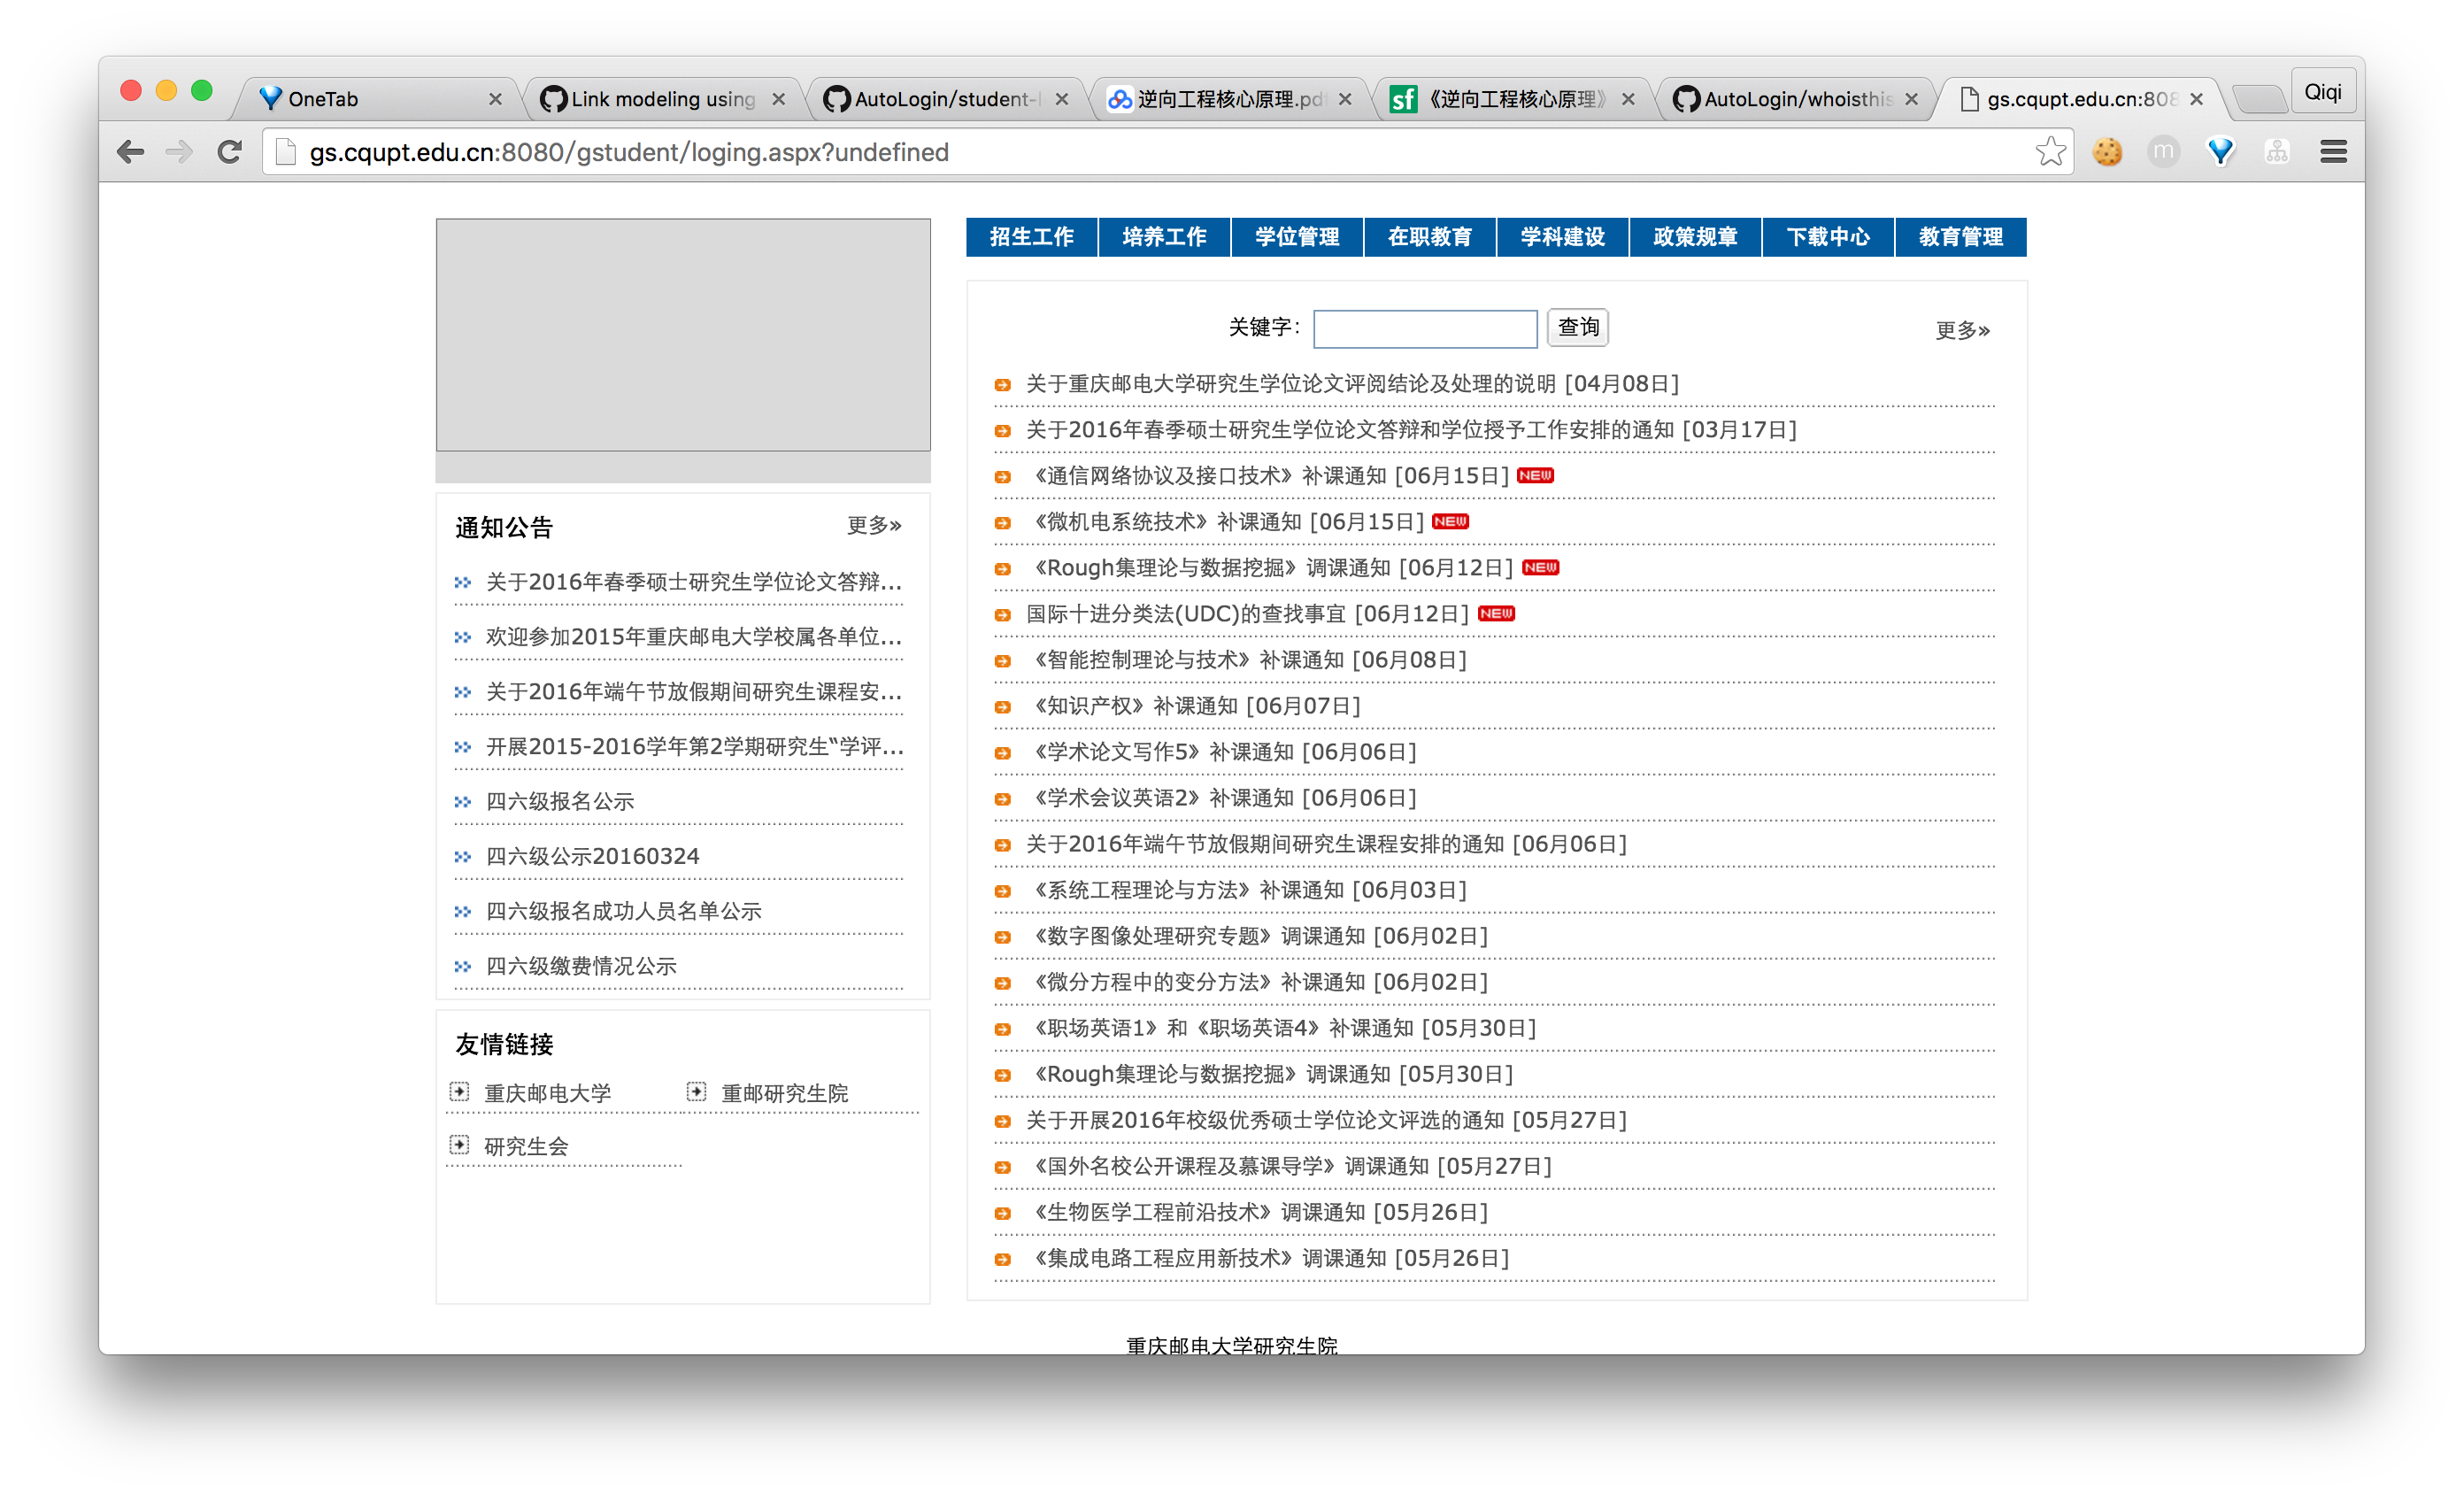 OneTab
Link modeling using
AutoLogin/student-l
逆向工程核心原理.pdf
《逆向工程核心原理》
AutoLogin/whoisthis
gs.cqupt.edu.cn:808
Qiqi
gs.cqupt.edu.cn:8080/gstudent/loging.aspx?undefined
招生工作 培养工作 学位管理 在职教育 学科建设 政策规章 下载中心 教育管理
通知公告 更多»
关于2016年春季硕士研究生学位论文答辩...
欢迎参加2015年重庆邮电大学校属各单位...
关于2016年端午节放假期间研究生课程安...
开展2015-2016学年第2学期研究生“学评...
四六级报名公示
四六级公示20160324
四六级报名成功人员名单公示
四六级缴费情况公示
友情链接
重庆邮电大学 重邮研究生院
研究生会
关键字： 查询 更多»
关于重庆邮电大学研究生学位论文评阅结论及处理的说明 [04月08日]
关于2016年春季硕士研究生学位论文答辩和学位授予工作安排的通知 [03月17日]
《通信网络协议及接口技术》补课通知 [06月15日] NEW
《微机电系统技术》补课通知 [06月15日] NEW
《Rough集理论与数据挖掘》调课通知 [06月12日] NEW
国际十进分类法(UDC)的查找事宜 [06月12日] NEW
《智能控制理论与技术》补课通知 [06月08日]
《知识产权》补课通知 [06月07日]
《学术论文写作5》补课通知 [06月06日]
《学术会议英语2》补课通知 [06月06日]
关于2016年端午节放假期间研究生课程安排的通知 [06月06日]
《系统工程理论与方法》补课通知 [06月03日]
《数字图像处理研究专题》调课通知 [06月02日]
《微分方程中的变分方法》补课通知 [06月02日]
《职场英语1》和《职场英语4》补课通知 [05月30日]
《Rough集理论与数据挖掘》调课通知 [05月30日]
关于开展2016年校级优秀硕士学位论文评选的通知 [05月27日]
《国外名校公开课程及慕课导学》调课通知 [05月27日]
《生物医学工程前沿技术》调课通知 [05月26日]
《集成电路工程应用新技术》调课通知 [05月26日]
重庆邮电大学研究生院